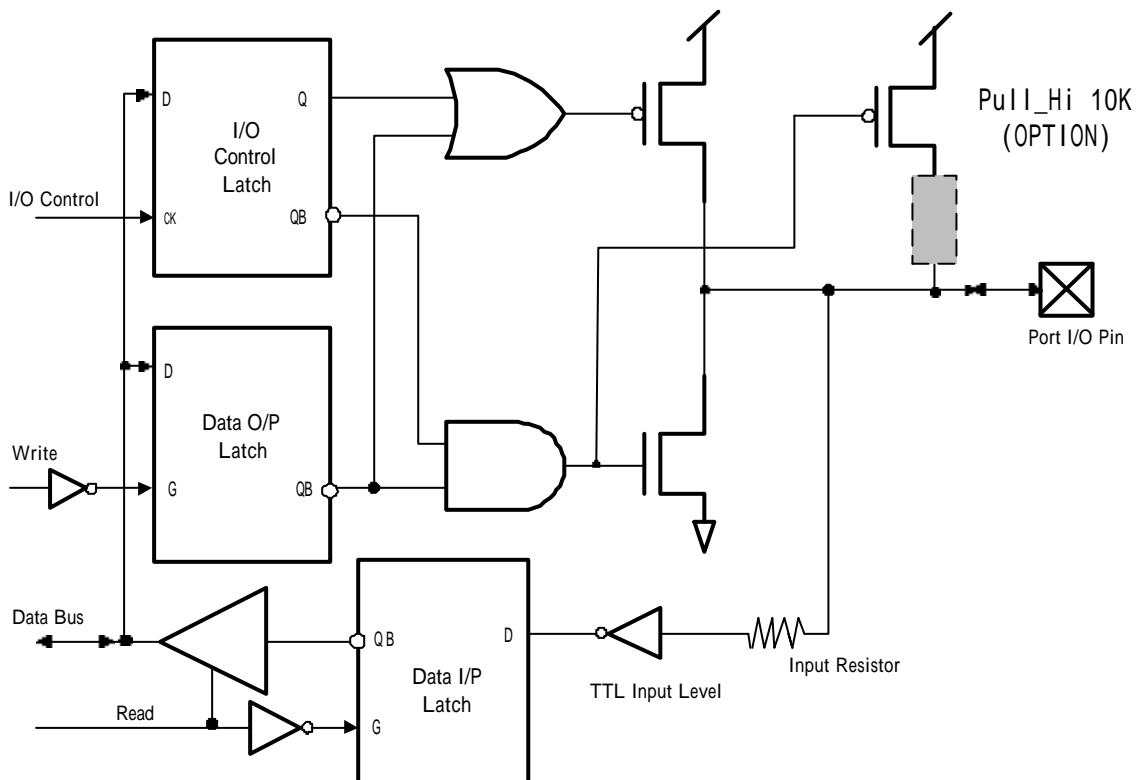 D
Q
I/O
Control
Latch
I/O Control
CK
QB
Pull_Hi 10K
(OPTION)
Port I/O Pin
D
Data O/P
Latch
Write
G
QB
Data Bus
QB
D
Data I/P
Latch
TTL Input Level
Input Resistor
Read
G